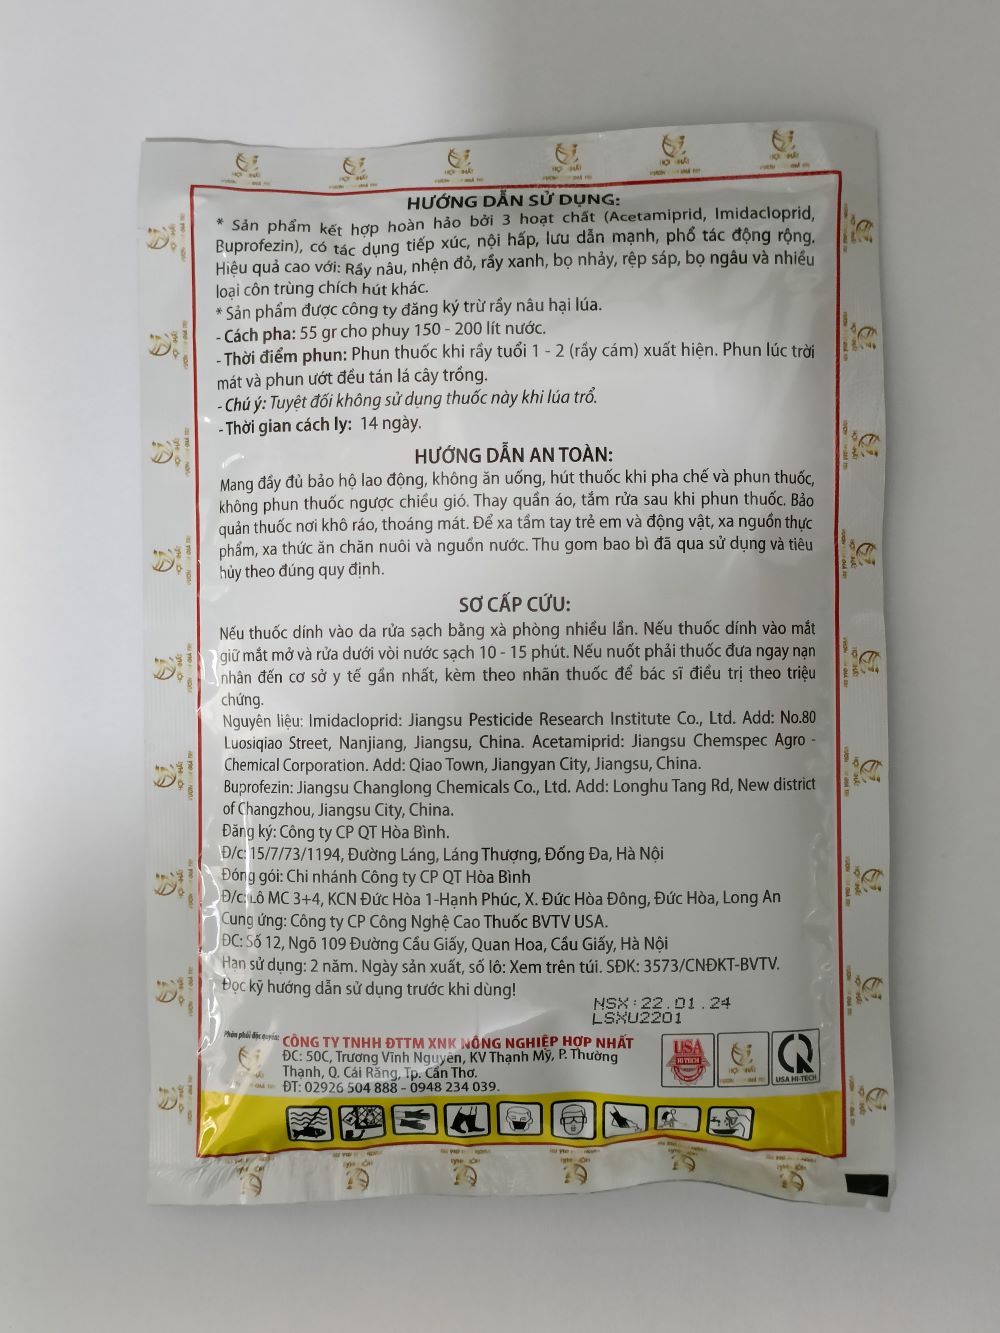 HƯỚNG DẪN SỬ DỤNG:
* Sản phẩm kết hợp hoàn hảo bởi 3 hoạt chất (Acetamiprid, Imidacloprid,
Buprofezin), có tác dụng tiếp xúc, nội hấp, lưu dẫn mạnh, phổ tác động rộng.
Hiệu quả cao với: Rầy nâu, nhện đỏ, rầy xanh, bọ nhảy, rệp sáp, bọ ngâu và nhiều
loại côn trùng chích hút khác.
* Sản phẩm được công ty đăng ký trừ rầy nâu hại lúa.
- Cách pha: 55 gr cho phuy 150 - 200 lít nước.
- Thời điểm phun: Phun thuốc khi rầy tuổi 1 - 2 (rầy cám) xuất hiện. Phun lúc trời
mát và phun ướt đều tán lá cây trồng.
- Chú ý: Tuyệt đối không sử dụng thuốc này khi lúa trổ.
- Thời gian cách ly: 14 ngày.
HƯỚNG DẪN AN TOÀN:
Mang đầy đủ bảo hộ lao động, không ăn uống, hút thuốc khi pha chế và phun thuốc,
không phun thuốc ngược chiều gió. Thay quần áo, tắm rửa sau khi phun thuốc. Bảo
quản thuốc nơi khô ráo, thoáng mát. Để xa tầm tay trẻ em và động vật, xa nguồn thực
phẩm, xa thức ăn chăn nuôi và nguồn nước. Thu gom bao bì đã qua sử dụng và tiêu
hủy theo đúng quy định.
SƠ CẤP CỨU:
Nếu thuốc dính vào da rửa sạch bằng xà phòng nhiều lần. Nếu thuốc dính vào mắt
giữ mắt mở và rửa dưới vòi nước sạch 10 - 15 phút. Nếu nuốt phải thuốc đưa ngay nạn
nhân đến cơ sở y tế gần nhất, kèm theo nhãn thuốc để bác sĩ điều trị theo triệu
chứng.
Nguyên liệu: Imidacloprid: Jiangsu Pesticide Research Institute Co., Ltd. Add: No.80
Luosiqiao Street, Nanjiang, Jiangsu, China. Acetamiprid: Jiangsu Chemspec Agro -
Chemical Corporation. Add: Qiao Town, Jiangyan City, Jiangsu, China.
Buprofezin: Jiangsu Changlong Chemicals Co., Ltd. Add: Longhu Tang Rd, New district
of Changzhou, Jiangsu City, China.
Đăng ký: Công ty CP QT Hòa Bình.
Đ/c: 15/7/73/1194, Đường Láng, Láng Thượng, Đống Đa, Hà Nội
Đóng gói: Chi nhánh Công ty CP QT Hòa Bình
Đ/c: Lô MC 3+4, KCN Đức Hòa 1-Hạnh Phúc, X. Đức Hòa Đông, Đức Hòa, Long An
Cung ứng: Công ty CP Công Nghệ Cao Thuốc BVTV USA.
ĐC: Số 12, Ngõ 109 Đường Cầu Giấy, Quan Hoa, Cầu Giấy, Hà Nội
Hạn sử dụng: 2 năm. Ngày sản xuất, số lô: Xem trên túi. SĐK: 3573/CNĐKT-BVTV.
Đọc kỹ hướng dẫn sử dụng trước khi dùng!
NSX:22.01.24
LSXU2201
Phân phối độc quyền:
CÔNG TY TNHH ĐTTM XNK NÔNG NGHIỆP HỢP NHẤT
ĐC: 50C, Trương Vĩnh Nguyên, KV Thạnh Mỹ, P. Thường
Thạnh, Q. Cái Răng, Tp. Cần Thơ.
ĐT: 02926 504 888 - 0948 234 039.
USA
HI TECH
USA HI-TECH